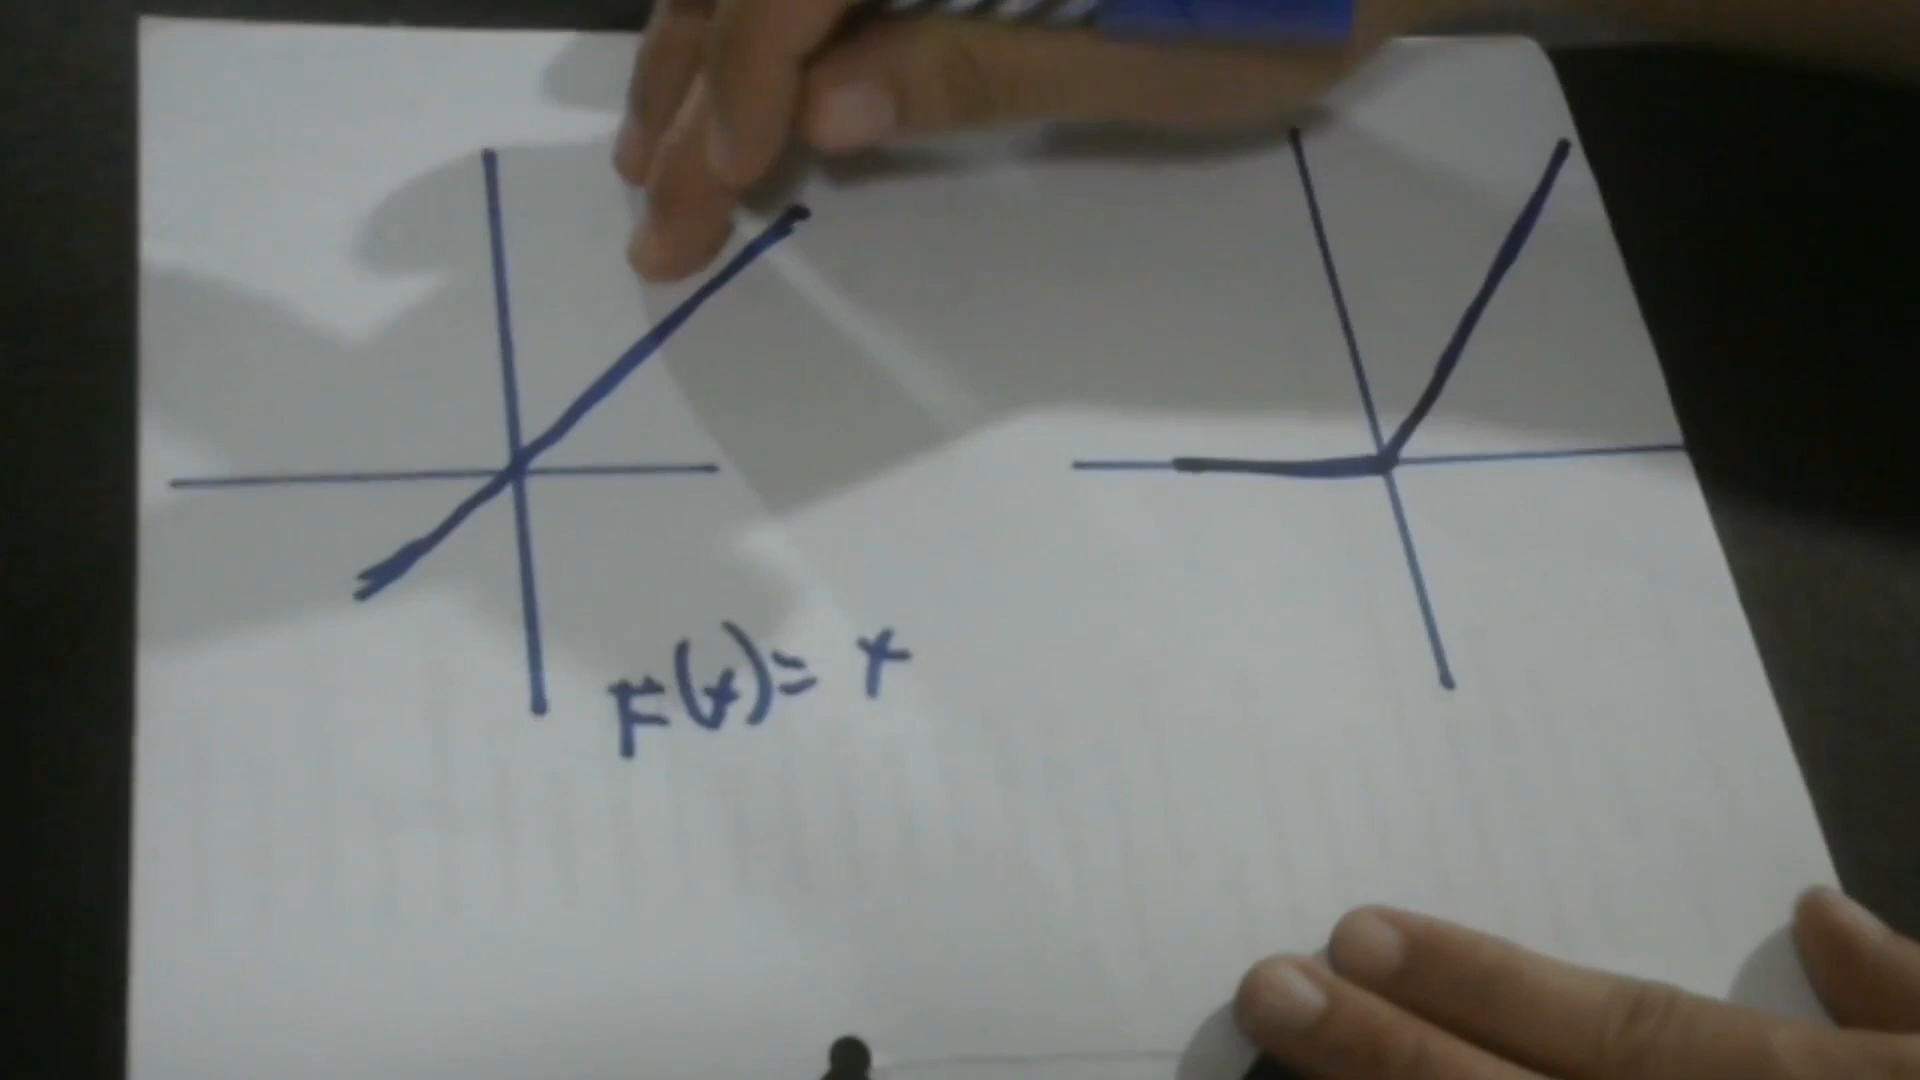 F(x) = x